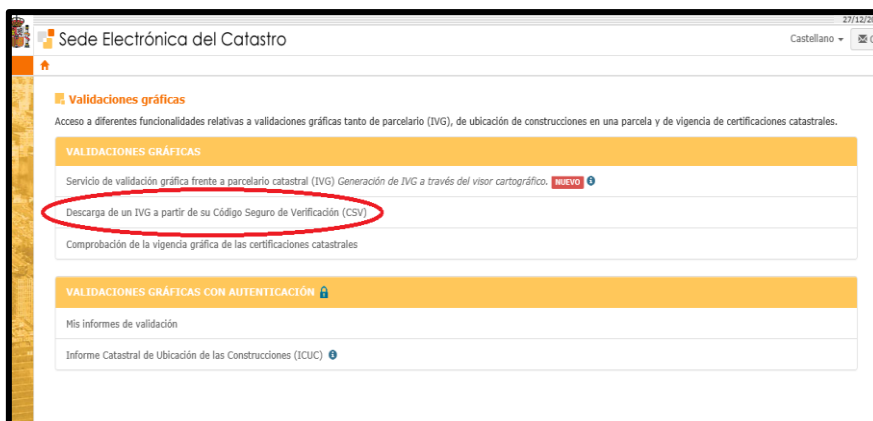 27/12/20
Sede Electrónica del Catastro
Castellano
Validaciones gráficas
Acceso a diferentes funcionalidades relativas a validaciones gráficas tanto de parcelario (IVG), de ubicación de construcciones en una parcela y de vigencia de certificaciones catastrales.
VALIDACIONES GRÁFICAS
Servicio de validación gráfica frente a parcelario catastral (IVG) Generación de IVG a través del visor cartográfico. NUEVO
Descarga de un IVG a partir de su Código Seguro de Verificación (CSV)
Comprobación de la vigencia gráfica de las certificaciones catastrales
VALIDACIONES GRÁFICAS CON AUTENTICACIÓN
Mis informes de validación
Informe Catastral de Ubicación de las Construcciones (ICUC)